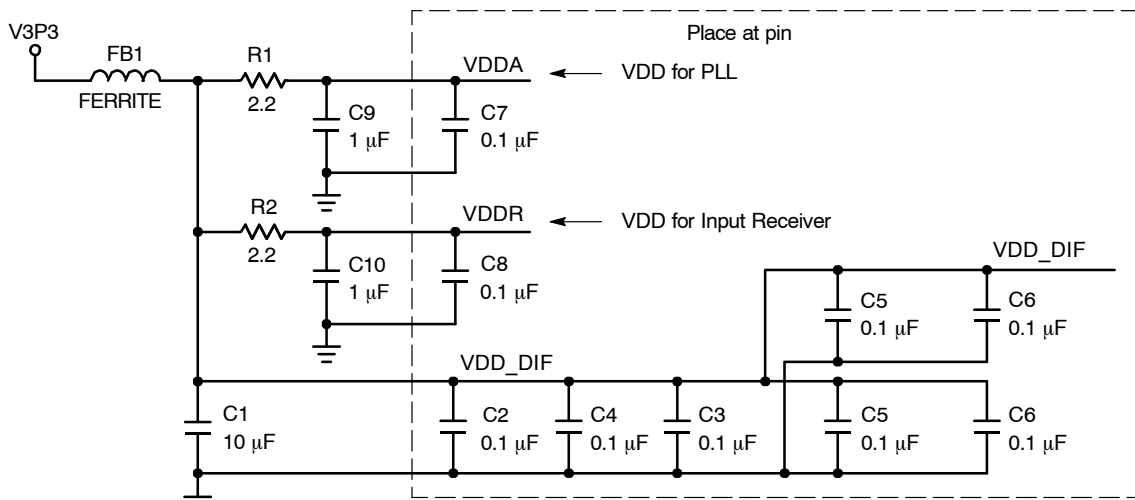 V3P3
FB1
FERRITE
R1
2.2
VDDA
VDD for PLL
Place at pin
C9
1 μF
C7
0.1 μF
R2
2.2
VDDR
VDD for Input Receiver
C10
1 μF
C8
0.1 μF
VDD_DIF
C5
0.1 μF
C6
0.1 μF
VDD_DIF
C1
10 μF
C2
0.1 μF
C4
0.1 μF
C3
0.1 μF
C5
0.1 μF
C6
0.1 μF